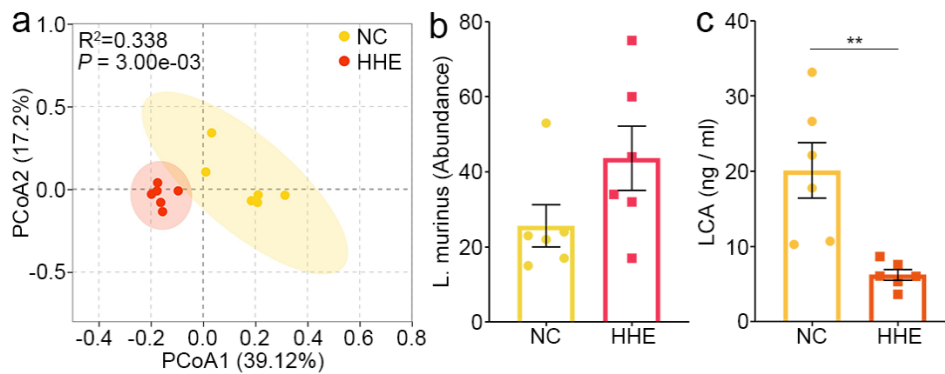 a
R²=0.338
P = 3.00e-03
NC
HHE
1.0
0.5
0.0
-0.5
PCoA2 (17.2%)
-0.4 -0.2 0.0 0.2 0.4 0.6 0.8
PCoA1 (39.12%)
b
80
60
40
20
0
L. murinus (Abundance)
NC HHE
c
**
40
30
20
10
0
LCA (ng / ml)
NC HHE